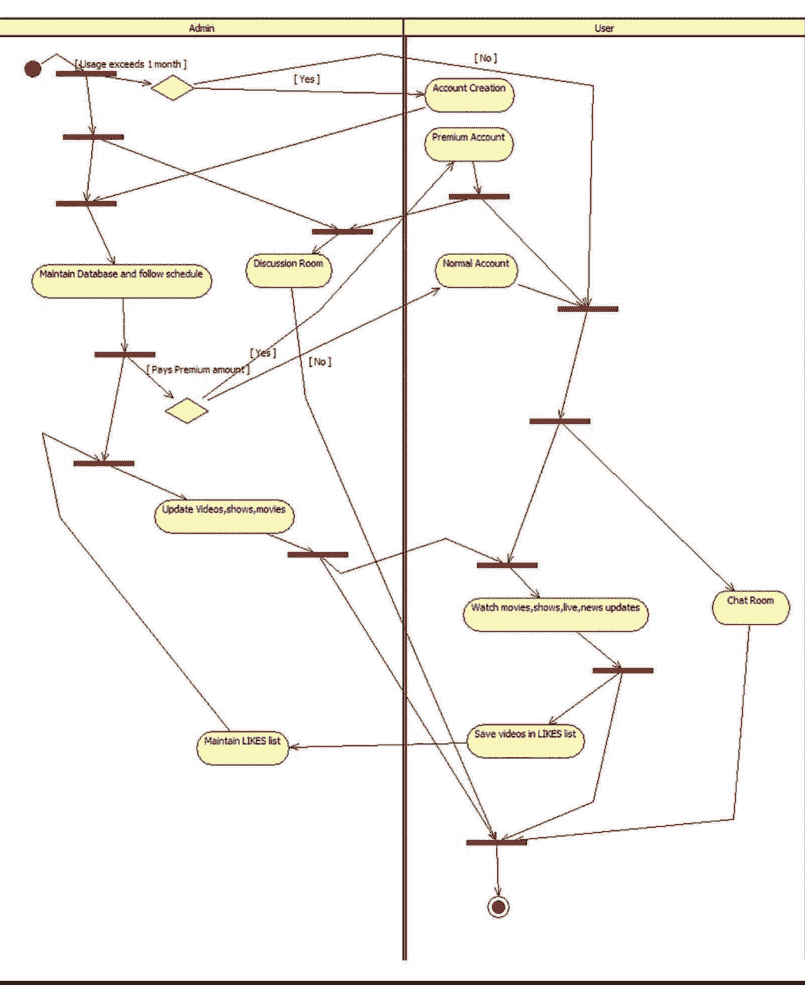 Admin
User
[ Usage exceeds 1 month ]
[ No ]
[ Yes ]
Account Creation
Premium Account
Discussion Room
Normal Account
Maintain Database and follow schedule
[ Yes ]
[ No ]
[ Pays Premium amount ]
Update Videos,shows,movies
Watch movies,shows,live,news updates
Chat Room
Maintain LIKES list
Save videos in LIKES list